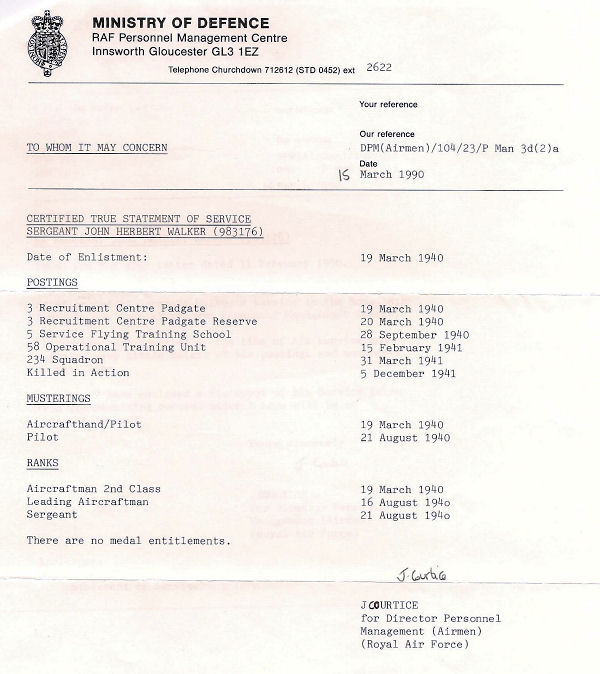 MINISTRY OF DEFENCE
RAF Personnel Management Centre
Innsworth Gloucester GL3 1EZ
Telephone Churchdown 712612 (STD 0452) ext 2622
Your reference
Our reference
TO WHOM IT MAY CONCERN DPM(Airmen)/104/23/P Man 3d(2)a
Date
15 March 1990
CERTIFIED TRUE STATEMENT OF SERVICE
SERGEANT JOHN HERBERT WALKER (983176)
Date of Enlistment: 19 March 1940
POSTINGS
3 Recruitment Centre Padgate 19 March 1940
3 Recruitment Centre Padgate Reserve 20 March 1940
5 Service Flying Training School 28 September 1940
58 Operational Training Unit 15 February 1941
234 Squadron 31 March 1941
Killed in Action 5 December 1941
MUSTERINGS
Aircrafthand/Pilot 19 March 1940
Pilot 21 August 1940
RANKS
Aircraftman 2nd Class 19 March 1940
Leading Aircraftman 16 August 194o
Sergeant 21 August 194o
There are no medal entitlements.
J. Curtice
J COURTICE
for Director Personnel
Management (Airmen)
(Royal Air Force)